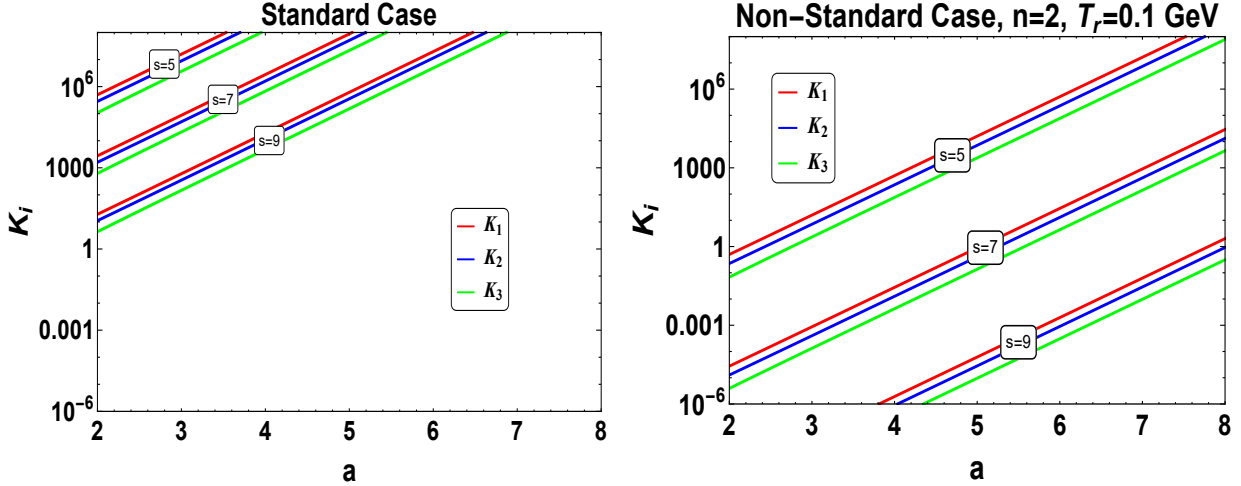 Standard Case
K_i
10^6
1000
1
0.001
10^-6
s=5
s=7
s=9
K_1
K_2
K_3
2 3 4 5 6 7 8
a
Non-Standard Case, n=2, T_r=0.1 GeV
K_i
10^6
1000
1
0.001
10^-6
K_1
K_2
K_3
s=5
s=7
s=9
2 3 4 5 6 7 8
a